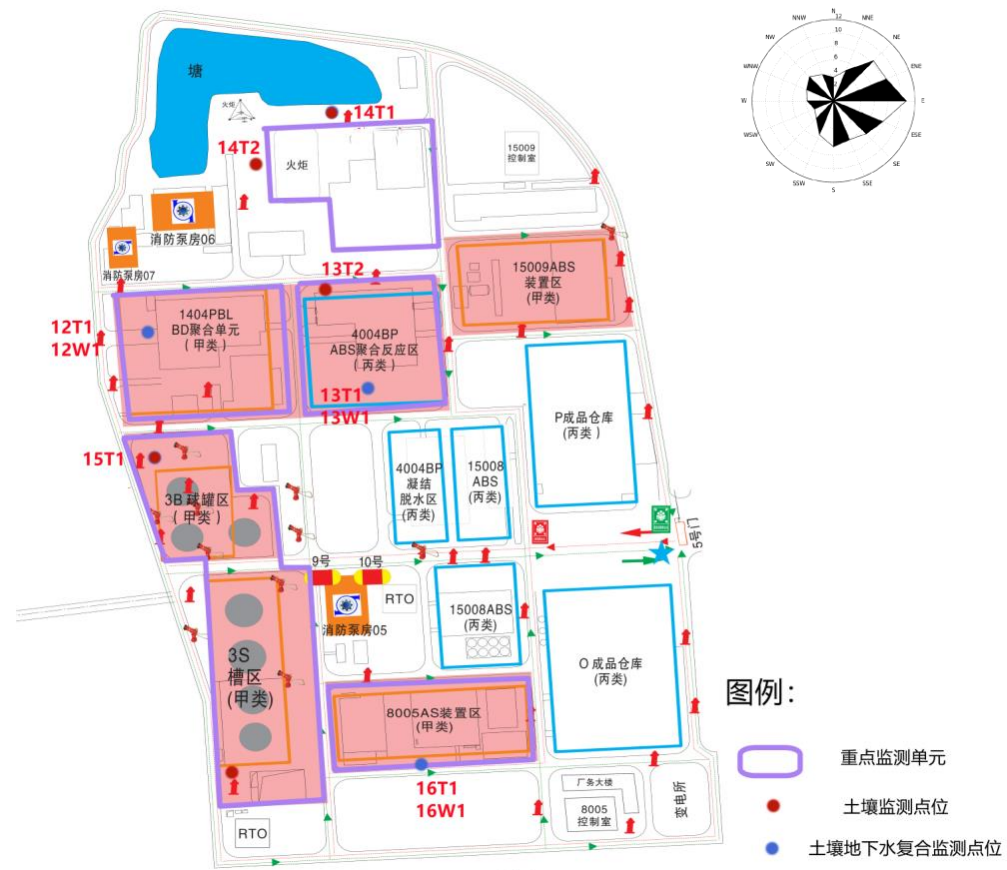 N
NNW
NNE
NW
NE
WNW
ENE
W
E
WSW
ESE
SW
SE
SSW
SSE
S
12
10
8
6
4
2
塘
火炬
14T1
14T2
火炬
15009
控制室
消防泵房06
消防泵房07
13T2
15009ABS
装置区
(甲类)
1404PBL
BD聚合单元
(甲类)
12T1
12W1
4004BP
ABS聚合反应区
(丙类)
13T1
13W1
P成品仓库
(丙类)
15T1
3B球罐区
(甲类)
4004BP
凝结
脱水区
(丙类)
15008
ABS
(丙类)
5号门
9号
10号
RTO
消防泵房05
15008ABS
(丙类)
3S
槽区
(甲类)
O成品仓库
(丙类)
8005AS装置区
(甲类)
16T1
16W1
厂务大楼
8005
控制室
变电所
RTO
图例：
重点监测单元
土壤监测点位
土壤地下水复合监测点位